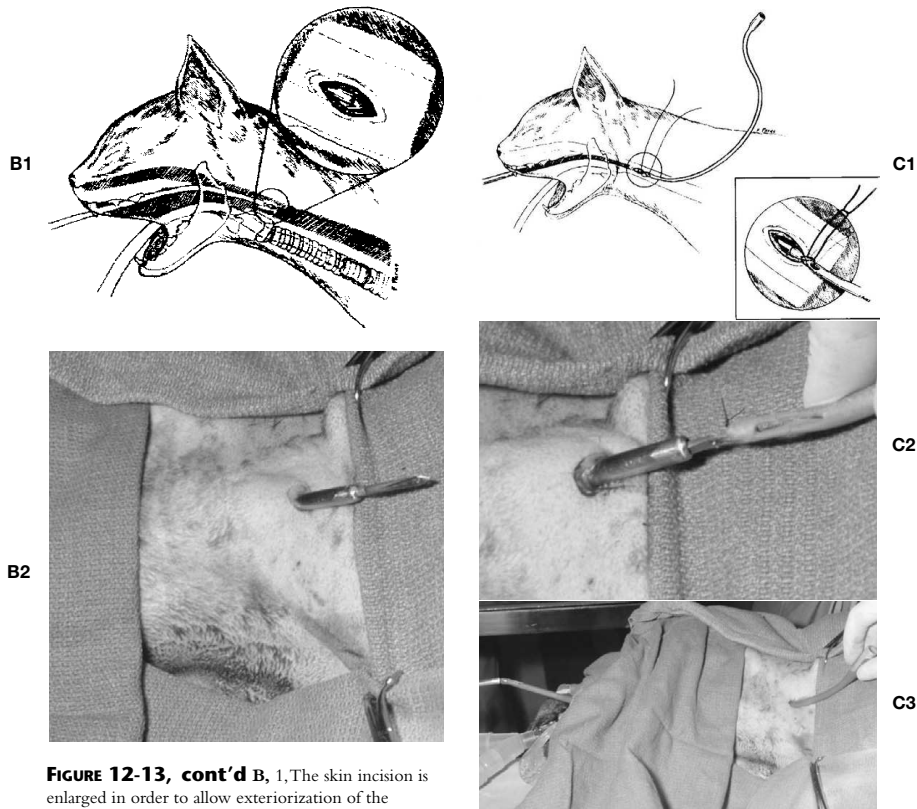 B1
C1
B2
C2
C3
FIGURE 12-13, cont'd B, 1,The skin incision is
enlarged in order to allow exteriorization of the